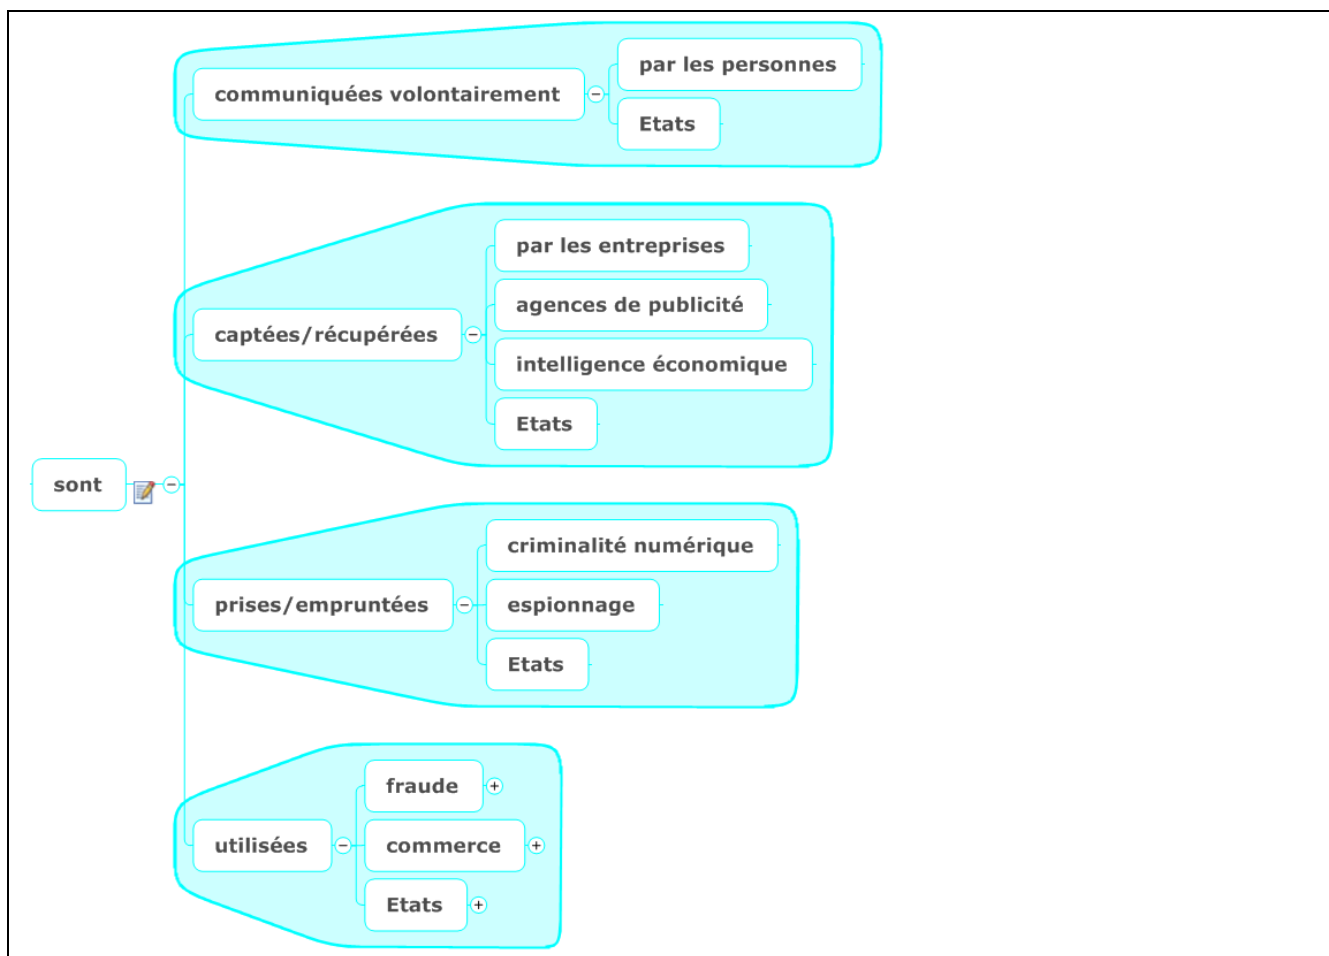 par les personnes
communiquées volontairement
Etats
par les entreprises
agences de publicité
captées/récupérées
intelligence économique
Etats
sont
criminalité numérique
prises/empruntées
espionnage
Etats
fraude
utilisées
commerce
Etats